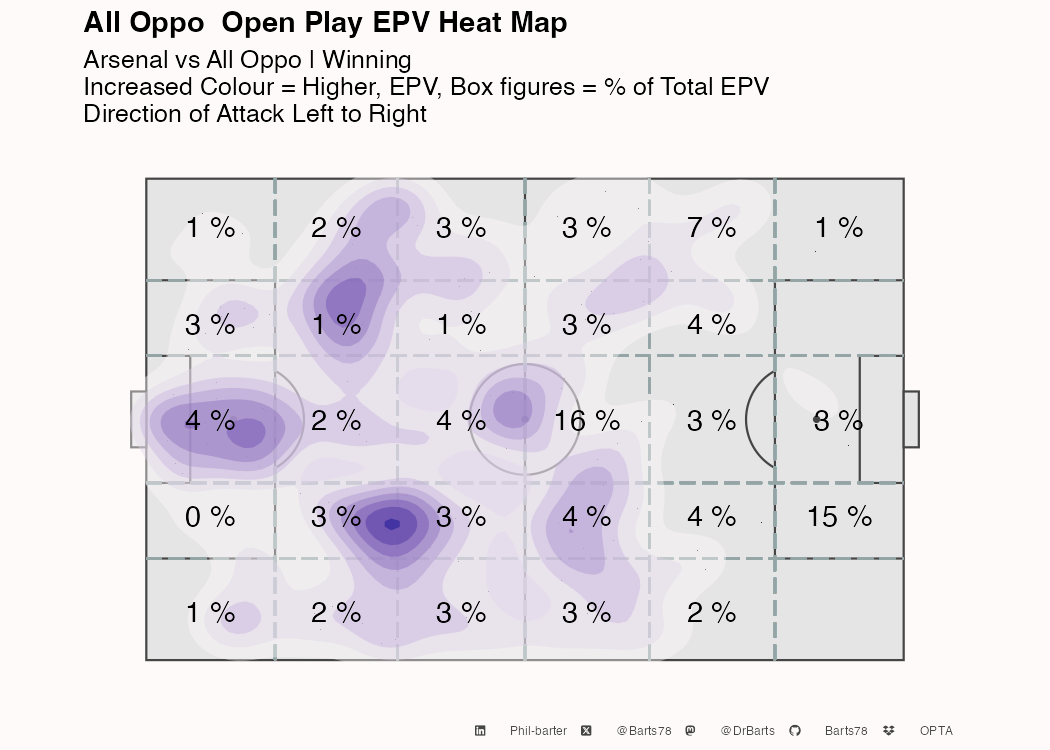 All Oppo  Open Play EPV Heat Map
Arsenal vs All Oppo | Winning
Increased Colour = Higher, EPV, Box figures = % of Total EPV
Direction of Attack Left to Right
1 % 2 % 3 % 3 % 7 % 1 %
3 % 1 % 1 % 3 % 4 %
4 % 2 % 4 % 16 % 3 % 8 %
0 % 3 % 3 % 4 % 4 % 15 %
1 % 2 % 3 % 3 % 2 %
Phil-barter @Barts78 @DrBarts Barts78 OPTA